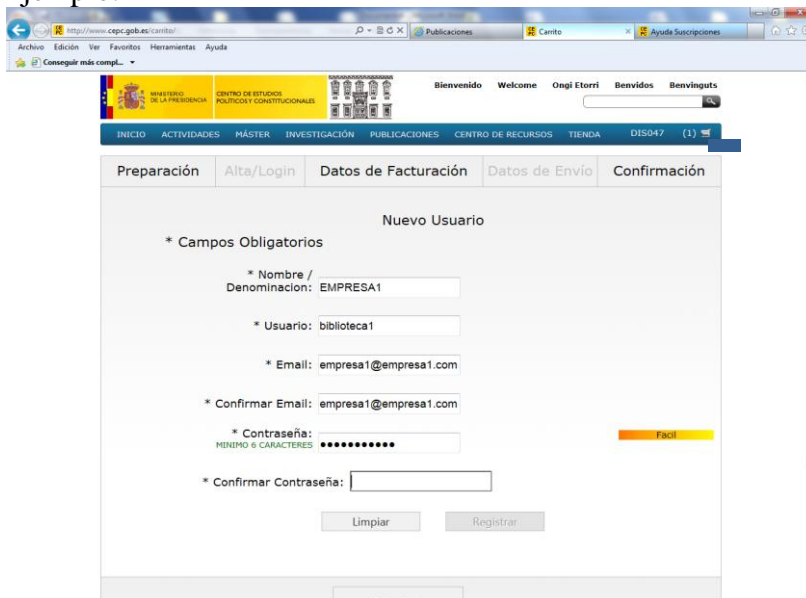 http://www.cepc.gob.es/carrito/
Publicaciones
Carrito
Ayuda Suscripciones
Archivo Edición Ver Favoritos Herramientas Ayuda
Conseguir más compl...
MINISTERIO DE LA PRESIDENCIA
CENTRO DE ESTUDIOS POLÍTICOS Y CONSTITUCIONALES
Bienvenido Welcome Ongi Etorri Benvidos Benvinguts
INICIO ACTIVIDADES MÁSTER INVESTIGACIÓN PUBLICACIONES CENTRO DE RECURSOS TIENDA DIS047 (1)
Preparación Alta/Login Datos de Facturación Datos de Envío Confirmación
Nuevo Usuario
* Campos Obligatorios
* Nombre /
Denominacion: EMPRESA1
* Usuario: biblioteca1
* Email: empresa1@empresa1.com
* Confirmar Email: empresa1@empresa1.com
* Contraseña:
MINIMO 6 CARACTERES •••••••••••
Facil
* Confirmar Contraseña:
Limpiar Registrar